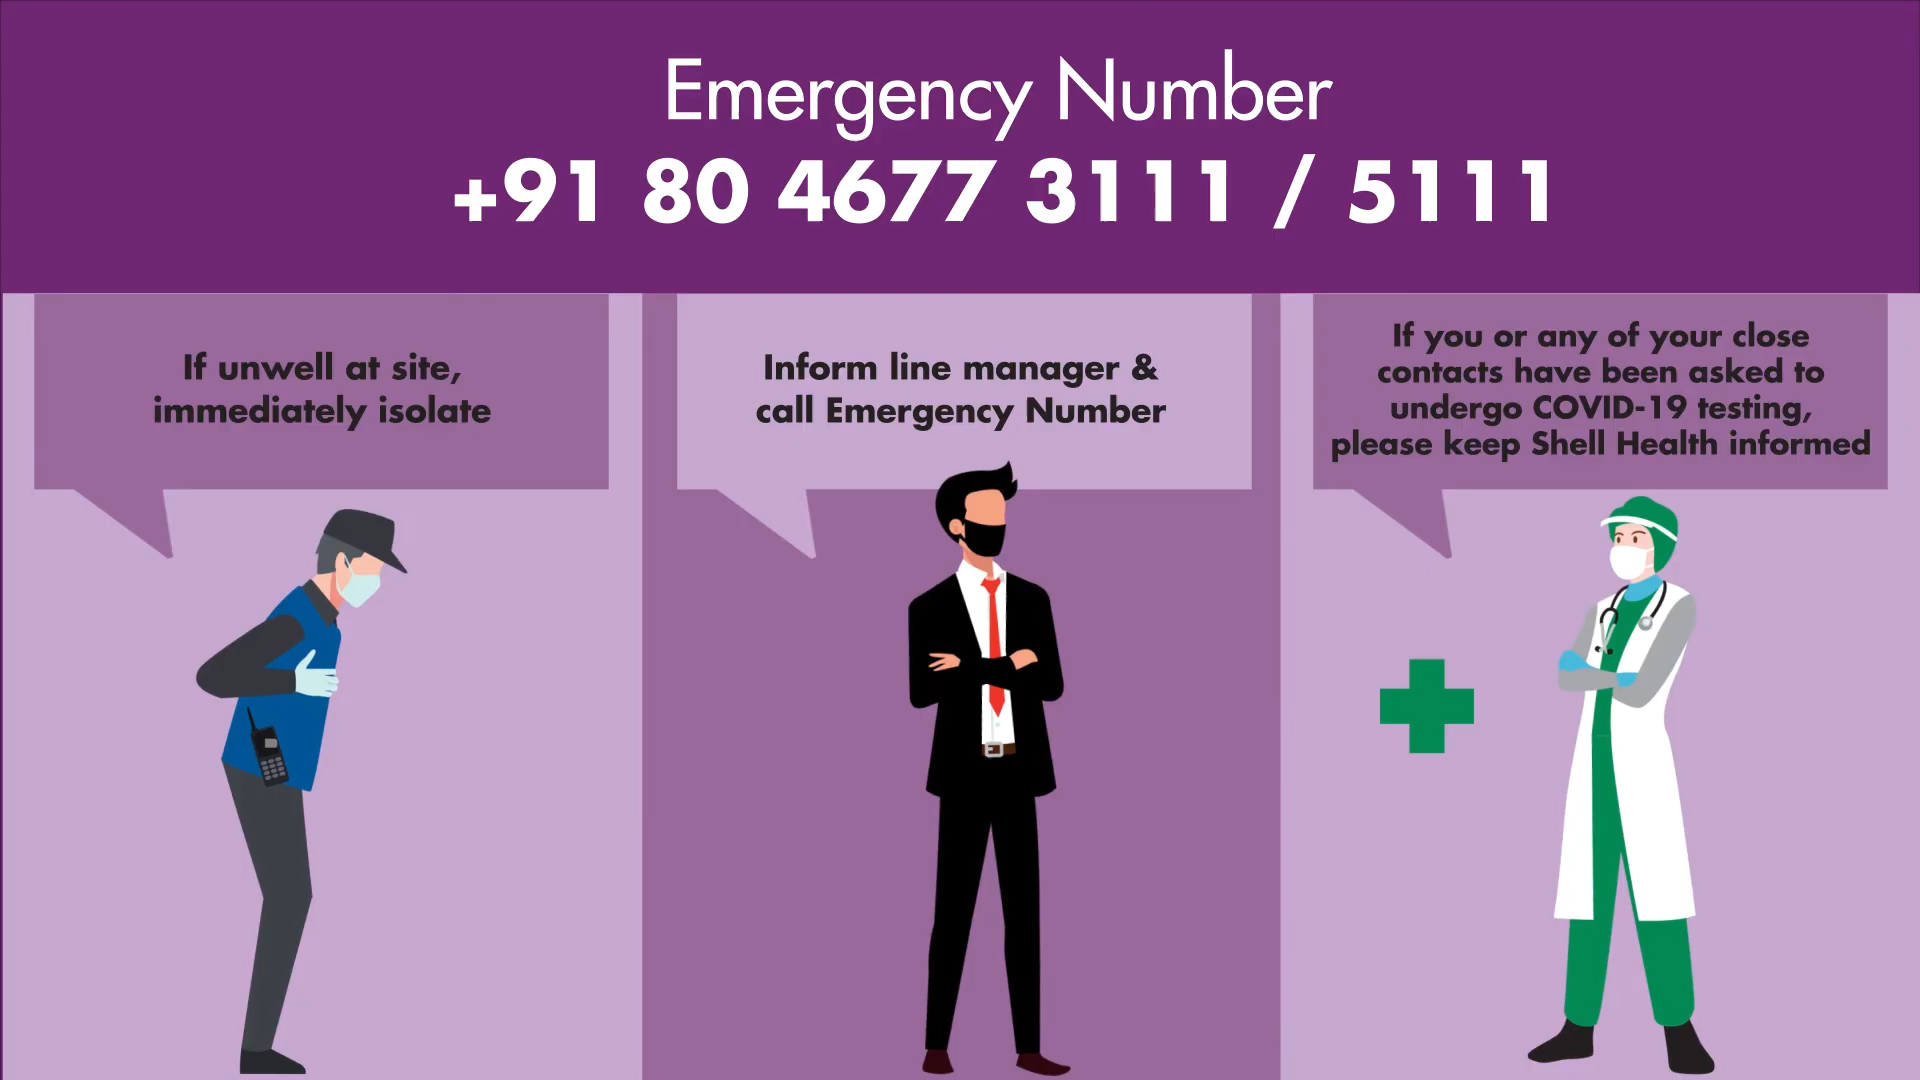 Emergency Number
+91 80 4677 3111 / 5111
If unwell at site,
immediately isolate
Inform line manager &
call Emergency Number
If you or any of your close
contacts have been asked to
undergo COVID-19 testing,
please keep Shell Health informed